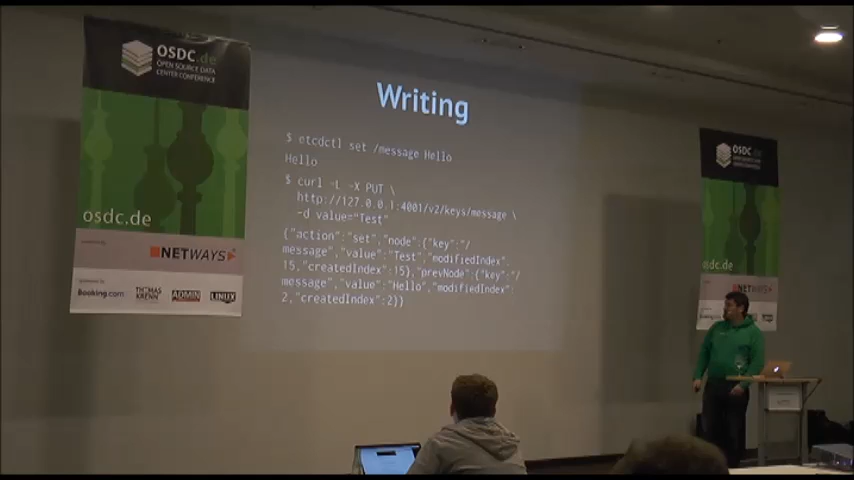 OSDC.de
OPEN SOURCE DATA
CENTER CONFERENCE
osdc.de
NETWAYS
Booking.com
THOMAS
KRENN
ADMIN
LINUX
Writing
$ etcdctl set /message Hello
Hello
$ curl -L -X PUT \
http://127.0.0.1:4001/v2/keys/message \
-d value="Test"
{"action":"set","node":{"key":"/
message","value":"Test","modifiedIndex":
15,"createdIndex":15},"prevNode":{"key":"/
message","value":"Hello","modifiedIndex":
2,"createdIndex":2}}
OSDC.de
osdc.de
NETWAYS